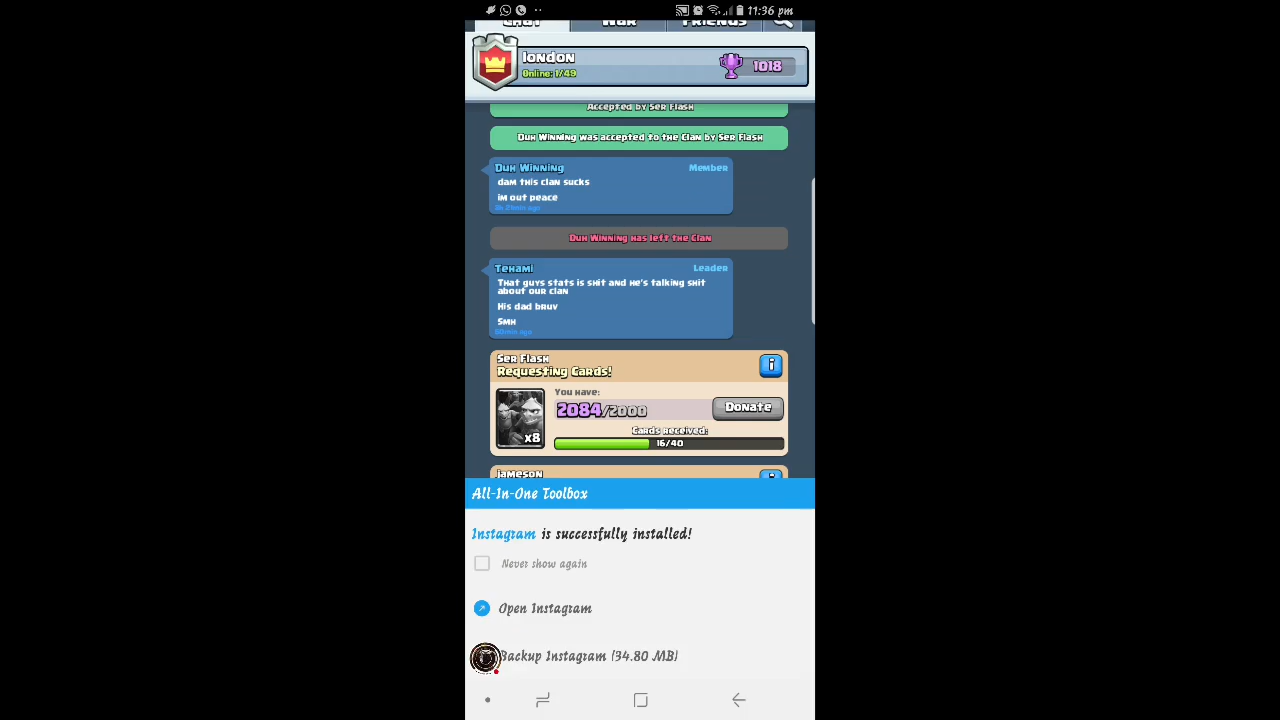 11:36 pm
CHAT WAR FRIENDS
london
Online: 1/49
1018
Accepted by Ser Flash
Duh Winning was accepted to the Clan by Ser Flash
Duh Winning Member
dam this clan sucks
im out peace
Duh Winning has left the Clan
Tehami Leader
That guys stats is shit and he's talking shit
about our clan
His dad bruv
Smh
50min ago
Ser Flash
Requesting Cards!
i
You have:
2084/2000
Donate
x8
Cards received:
16/40
jameson
i
All-In-One Toolbox
Instagram is successfully installed!
Never show again
Open Instagram
Backup Instagram (34.80 MB)